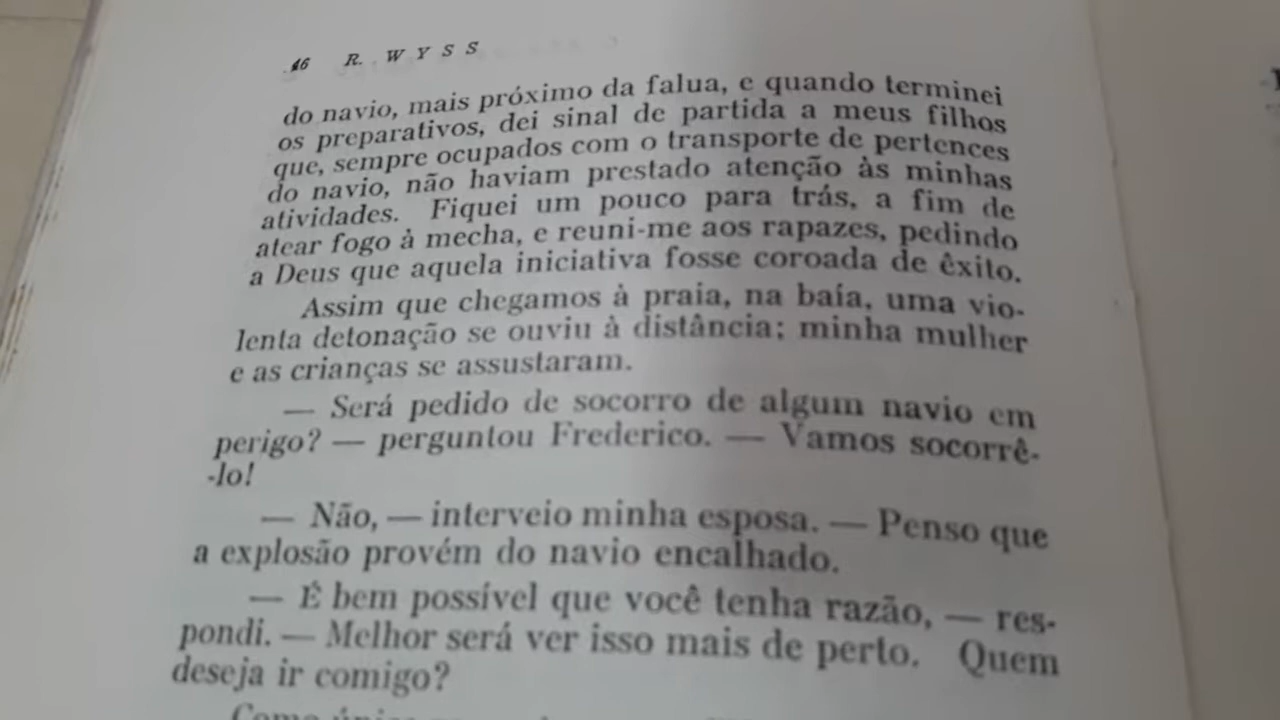 46 R. WYSS
do navio, mais próximo da falua, e quando terminei
os preparativos, dei sinal de partida a meus filhos
que, sempre ocupados com o transporte de pertences
do navio, não haviam prestado atenção às minhas
atividades. Fiquei um pouco para trás, a fim de
atear fogo à mecha, e reuni-me aos rapazes, pedindo
a Deus que aquela iniciativa fosse coroada de êxito.
Assim que chegamos à praia, na baía, uma vio-
lenta detonação se ouviu à distância; minha mulher
e as crianças se assustaram.
— Será pedido de socorro de algum navio em
perigo? — perguntou Frederico. — Vamos socorrê-
-lo!
— Não, — interveio minha esposa. — Penso que
a explosão provém do navio encalhado.
— É bem possível que você tenha razão, — res-
pondi. — Melhor será ver isso mais de perto. Quem
deseja ir comigo?